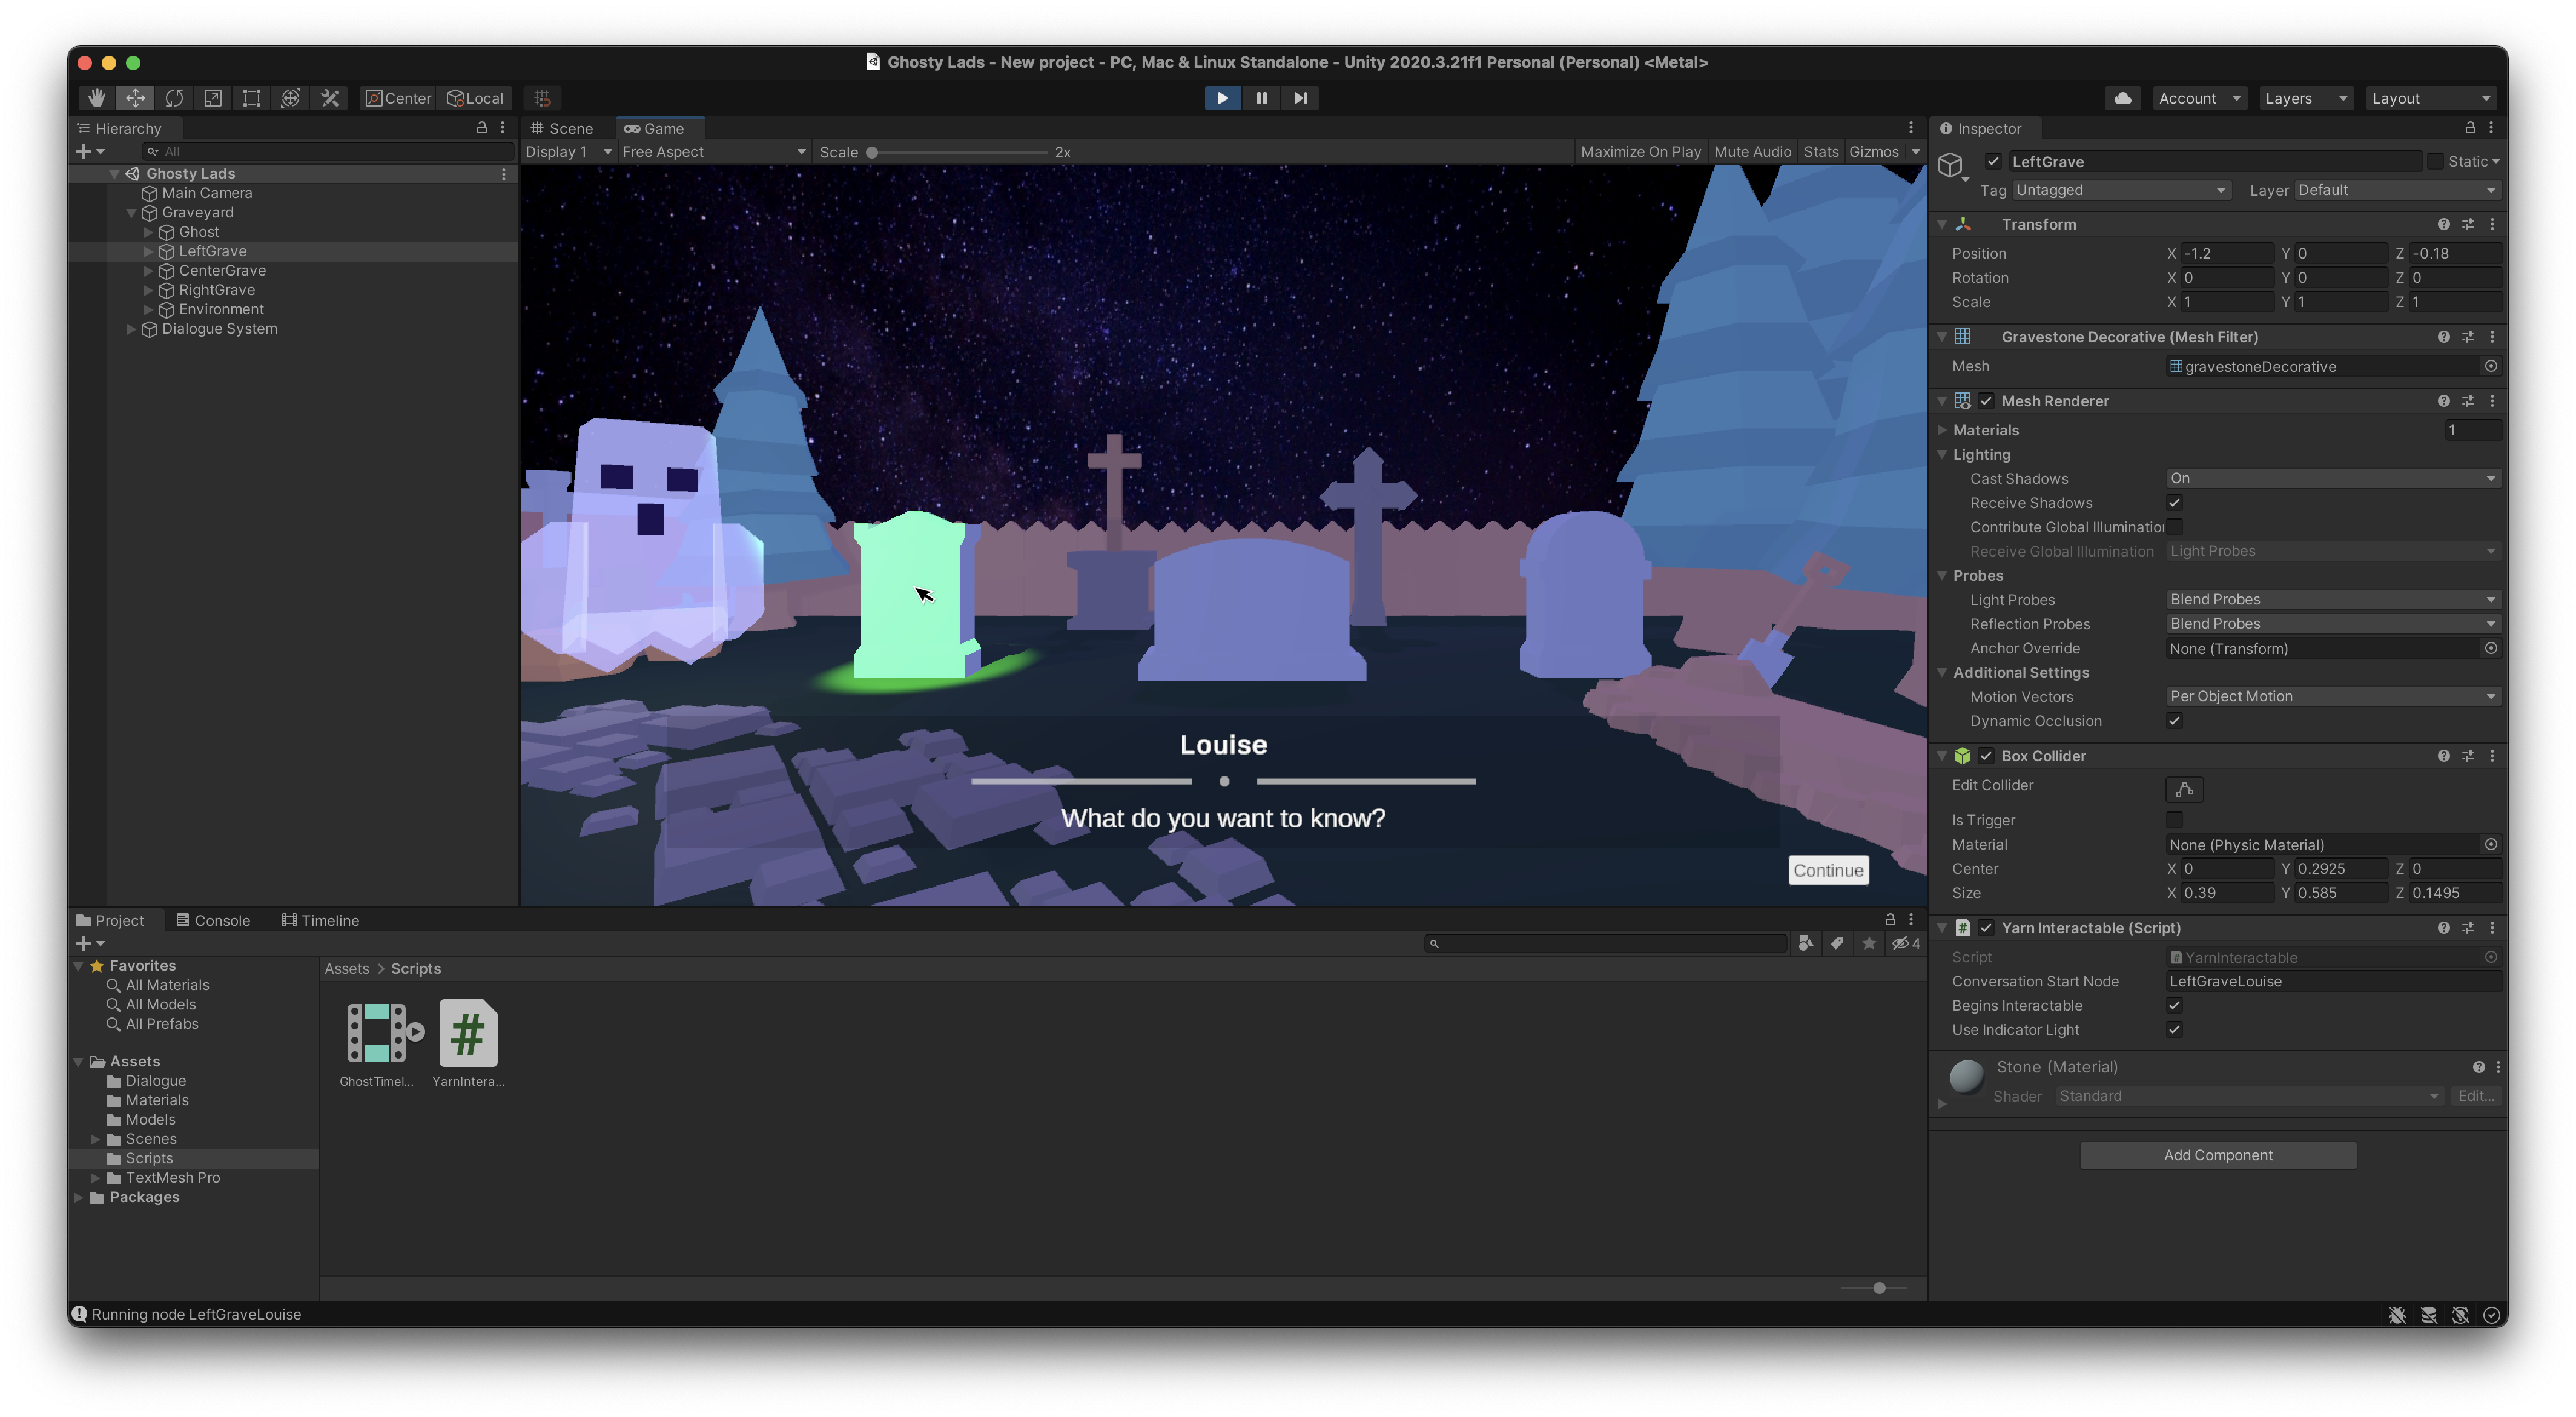 Ghosty Lads - New project - PC, Mac & Linux Standalone - Unity 2020.3.21f1 Personal (Personal) <Metal>
Center Local Account Layers Layout
Hierarchy
All
Ghosty Lads
Main Camera
Graveyard
Ghost
LeftGrave
CenterGrave
RightGrave
Environment
Dialogue System
Scene Game
Display 1 Free Aspect Scale 2x Maximize On Play Mute Audio Stats Gizmos
Louise
What do you want to know?
Continue
Inspector
LeftGrave Static
Tag Untagged Layer Default
Transform
Position X -1.2 Y 0 Z -0.18
Rotation X 0 Y 0 Z 0
Scale X 1 Y 1 Z 1
Gravestone Decorative (Mesh Filter)
Mesh gravestoneDecorative
Mesh Renderer
Materials 1
Lighting
Cast Shadows On
Receive Shadows
Contribute Global Illuminatio
Receive Global Illumination Light Probes
Probes
Light Probes Blend Probes
Reflection Probes Blend Probes
Anchor Override None (Transform)
Additional Settings
Motion Vectors Per Object Motion
Dynamic Occlusion
Box Collider
Edit Collider
Is Trigger
Material None (Physic Material)
Center X 0 Y 0.2925 Z 0
Size X 0.39 Y 0.585 Z 0.1495
# Yarn Interactable (Script)
Script YarnInteractable
Conversation Start Node LeftGraveLouise
Begins Interactable
Use Indicator Light
Stone (Material)
Shader Standard Edit...
Add Component
Project Console Timeline
4
Favorites
All Materials
All Models
All Prefabs
Assets
Dialogue
Materials
Models
Scenes
Scripts
TextMesh Pro
Packages
Assets > Scripts
#
GhostTimel... YarnIntera...
Running node LeftGraveLouise